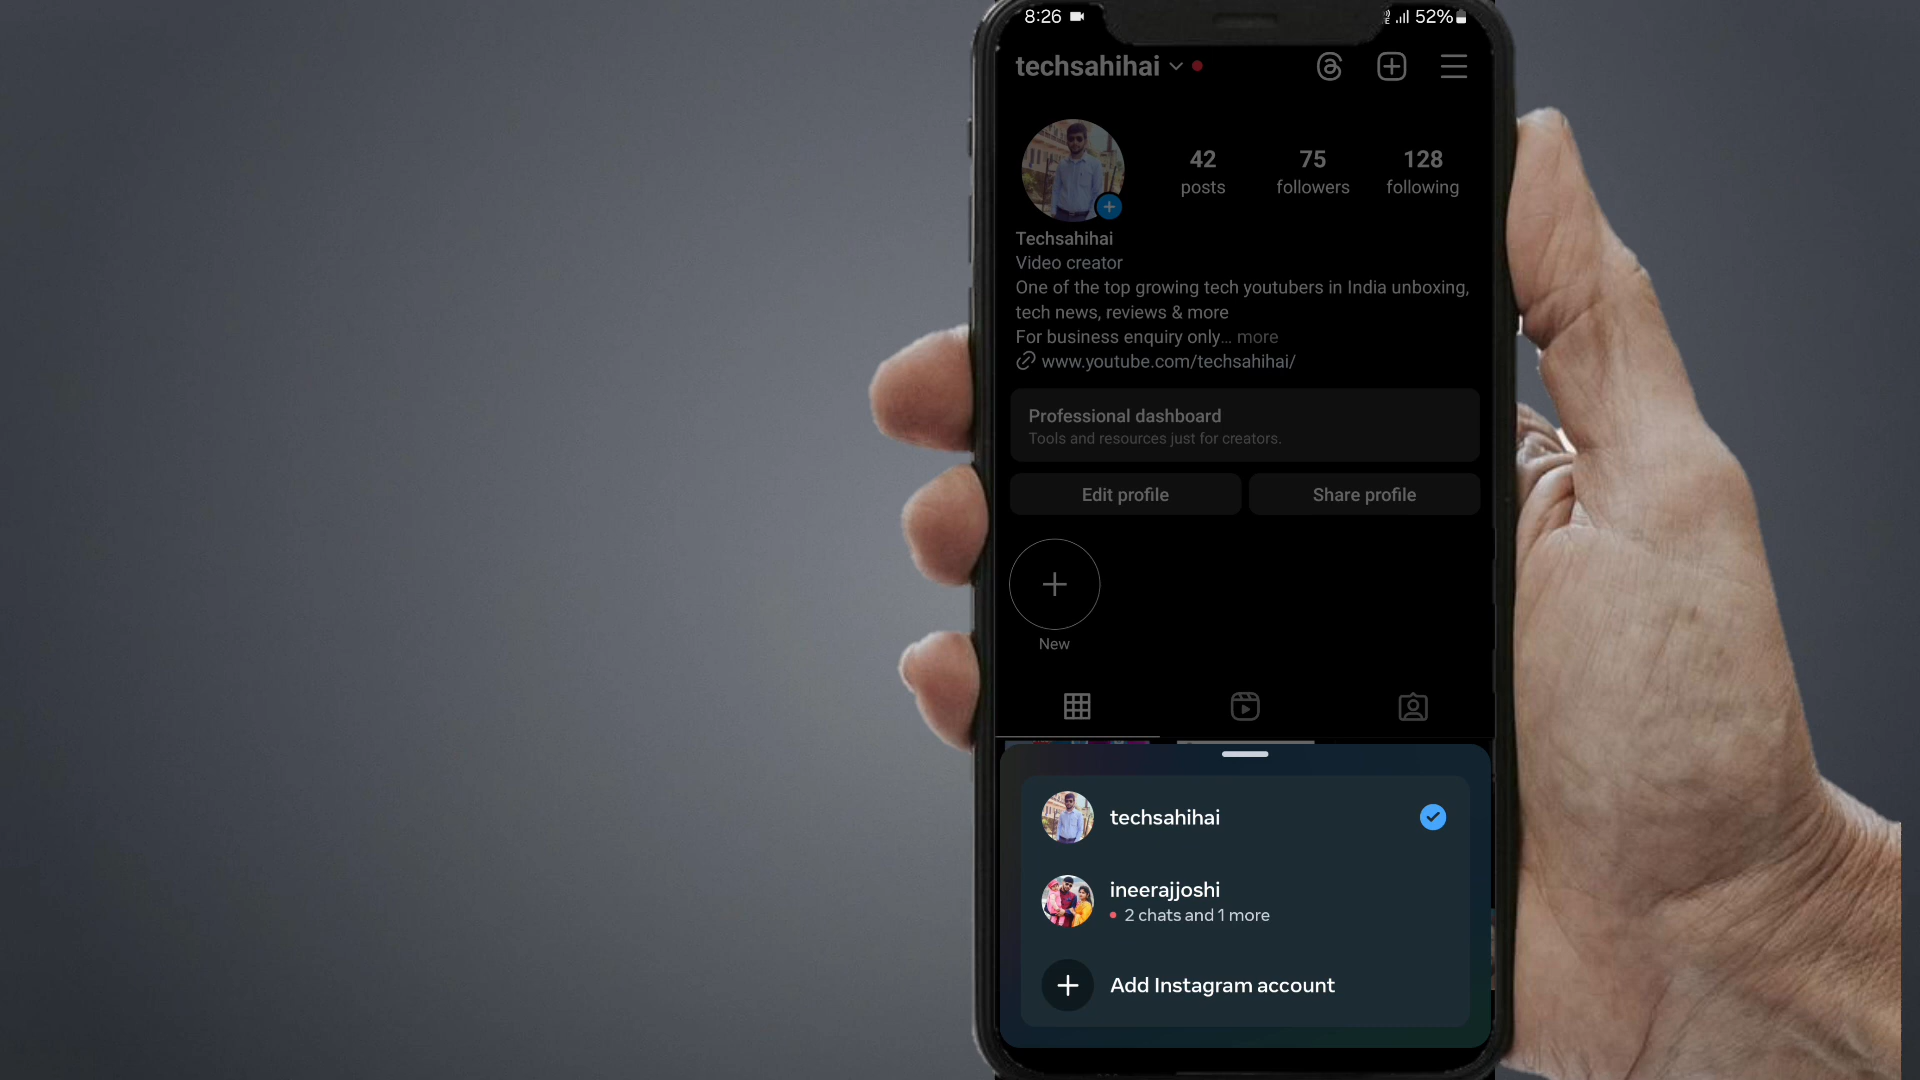 8:26
52%
techsahihai
42
posts
75
followers
128
following
Techsahihai
Video creator
One of the top growing tech youtubers in India unboxing,
tech news, reviews & more
For business enquiry only... more
www.youtube.com/techsahihai/
Professional dashboard
Tools and resources just for creators.
Edit profile
Share profile
New
techsahihai
ineerajjoshi
2 chats and 1 more
Add Instagram account